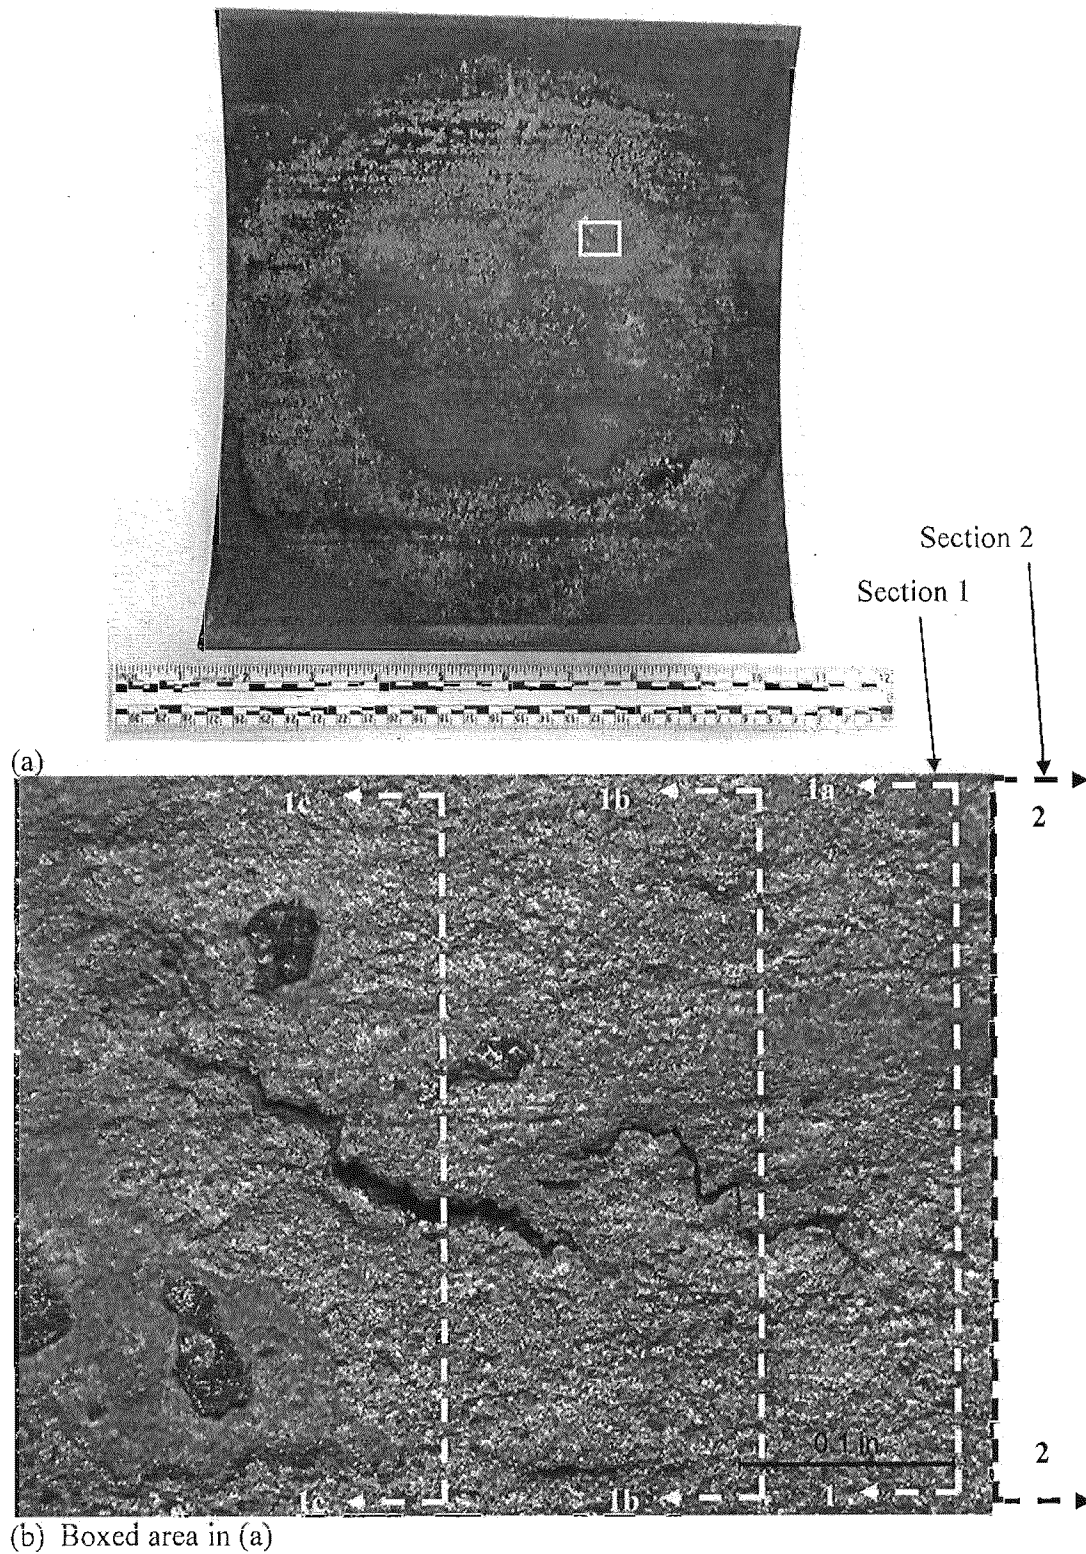 Section 2
Section 1
(a)
1c
1b
1a
2
0.1 in
2
1c
1b
1
(b) Boxed area in (a)